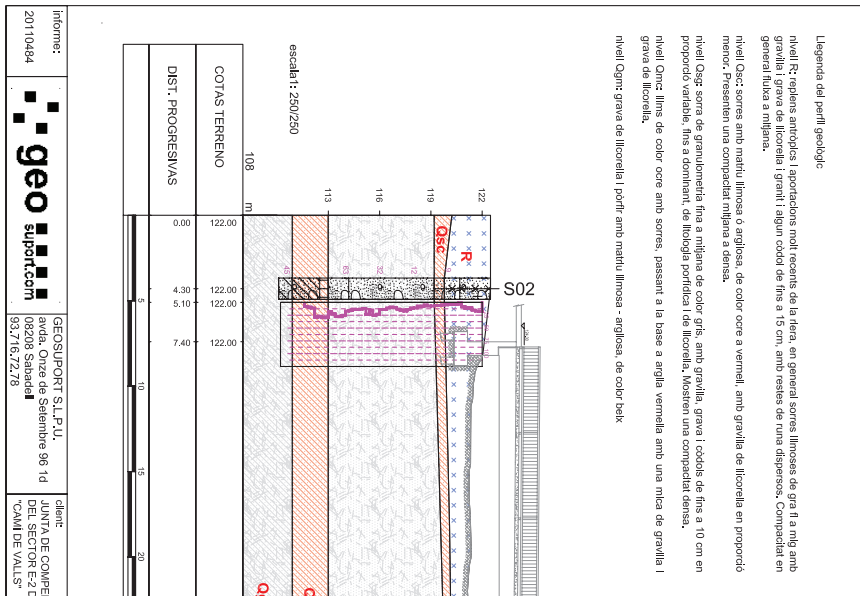 Llegenda del perfil geològic
nivell R: replens antròpics i aportacions molt recents de la riera, en general sorres llimoses de gra fi a mig amb
gravilla i grava de llicorella i granit i algun còdol de fins a 15 cm, amb restes de runa dispersos. Compacitat en
general fluixa a mitjana.
nivell Qsc: sorres amb matriu llimosa ó argilosa, de color ocre a vermell, amb gravilla de llicorella en proporció
menor. Presenten una compacitat mitjana a densa.
nivell Qsg: sorra de granulometria fina a mitjana de color gris, amb gravilla, grava i còdols de fins a 10 cm en
proporció variable, fins a dominant, de litologia porfídica i de llicorella. Mostren una compacitat densa.
nivell Qmc: llims de color ocre amb sorres, passant a la base a argila vermella amb una mica de gravilla i
grava de llicorella.
nivell Qgm: grava de llicorella i pòrfir amb matriu llimosa - argilosa, de color beix
escala1: 250/250
122
119
116
113
108 m
S02
R
Qsc
9
12
32
63
45
COTAS TERRENO
122.00
122.00
122.00
122.00
DIST. PROGRESIVAS
0.00
4.30
5.10
7.40
5
10
15
20
informe:
20110484
geo
suport.com
GEOSUPORT S.L.P.U.
avda. Onze de Setembre 96 1d
08208 Sabadell
93.716.72.78
client:
JUNTA DE COMPE
DEL SECTOR E-2 D
"CAMÍ DE VALLS"